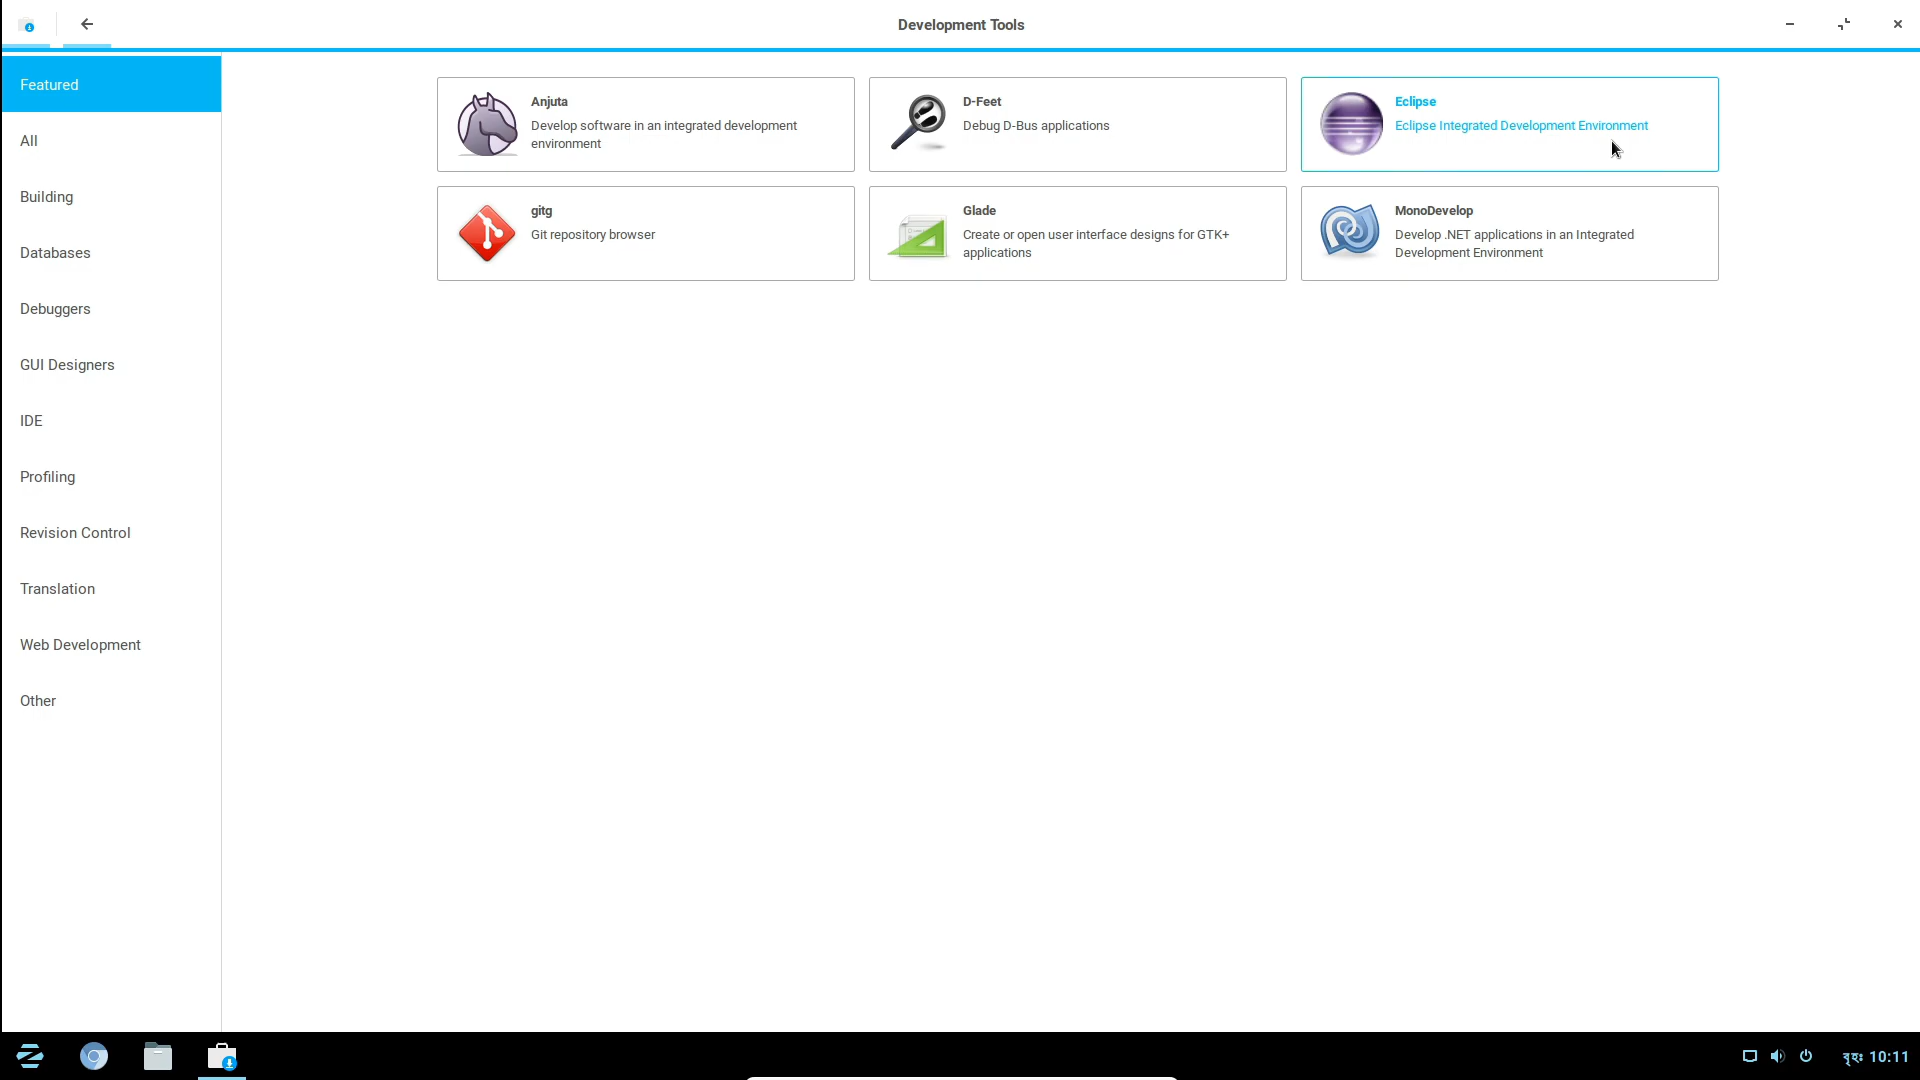 Development Tools
Featured
All
Building
Databases
Debuggers
GUI Designers
IDE
Profiling
Revision Control
Translation
Web Development
Other
Anjuta
Develop software in an integrated development
environment
D-Feet
Debug D-Bus applications
Eclipse
Eclipse Integrated Development Environment
gitg
Git repository browser
Glade
Create or open user interface designs for GTK+
applications
MonoDevelop
Develop .NET applications in an Integrated
Development Environment
বৃহঃ 10:11